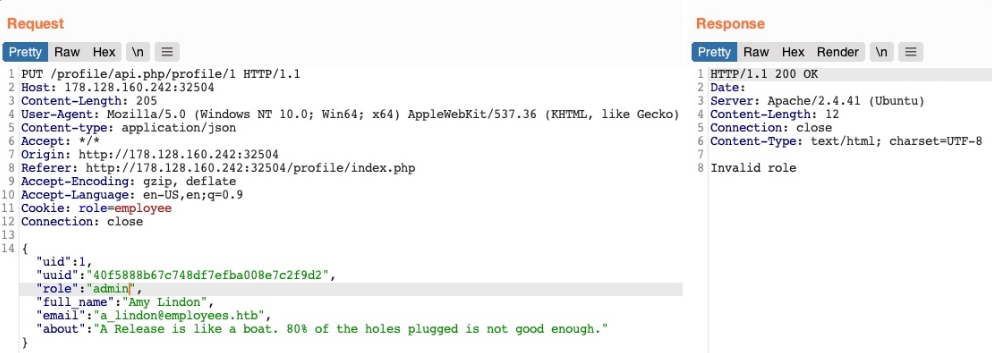 Request
Pretty Raw Hex \n
1 PUT /profile/api.php/profile/1 HTTP/1.1
2 Host: 178.128.160.242:32504
3 Content-Length: 205
4 User-Agent: Mozilla/5.0 (Windows NT 10.0; Win64; x64) AppleWebKit/537.36 (KHTML, like Gecko)
5 Content-type: application/json
6 Accept: */*
7 Origin: http://178.128.160.242:32504
8 Referer: http://178.128.160.242:32504/profile/index.php
9 Accept-Encoding: gzip, deflate
10 Accept-Language: en-US,en;q=0.9
11 Cookie: role=employee
12 Connection: close
13
14 {
"uid":1,
"uuid":"40f5888b67c748df7efba008e7c2f9d2",
"role":"admin",
"full_name":"Amy Lindon",
"email":"a_lindon@employees.htb",
"about":"A Release is like a boat. 80% of the holes plugged is not good enough."
}
Response
Pretty Raw Hex Render \n
1 HTTP/1.1 200 OK
2 Date:
3 Server: Apache/2.4.41 (Ubuntu)
4 Content-Length: 12
5 Connection: close
6 Content-Type: text/html; charset=UTF-8
7
8 Invalid role